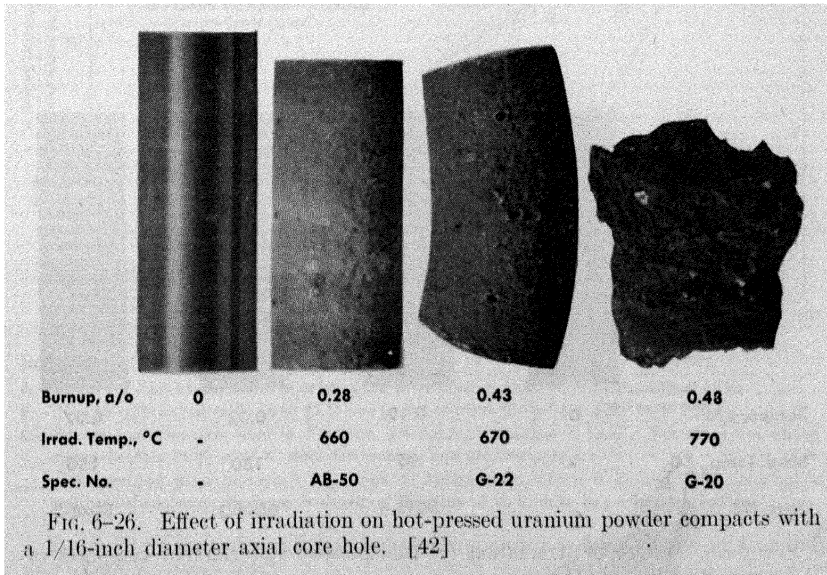 Burnup, a/o 0 0.28 0.43 0.48
Irrad. Temp., °C - 660 670 770
Spec. No. - AB-50 G-22 G-20
Fig. 6–26. Effect of irradiation on hot-pressed uranium powder compacts with
a 1/16-inch diameter axial core hole. [42]